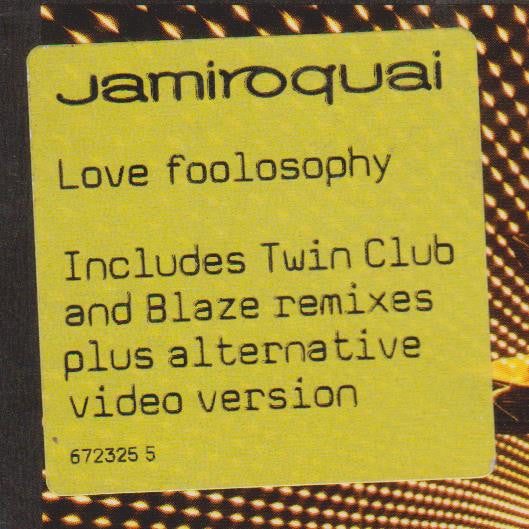 Jamiroquai
Love foolosophy
Includes Twin Club
and Blaze remixes
plus alternative
video version
672325 5